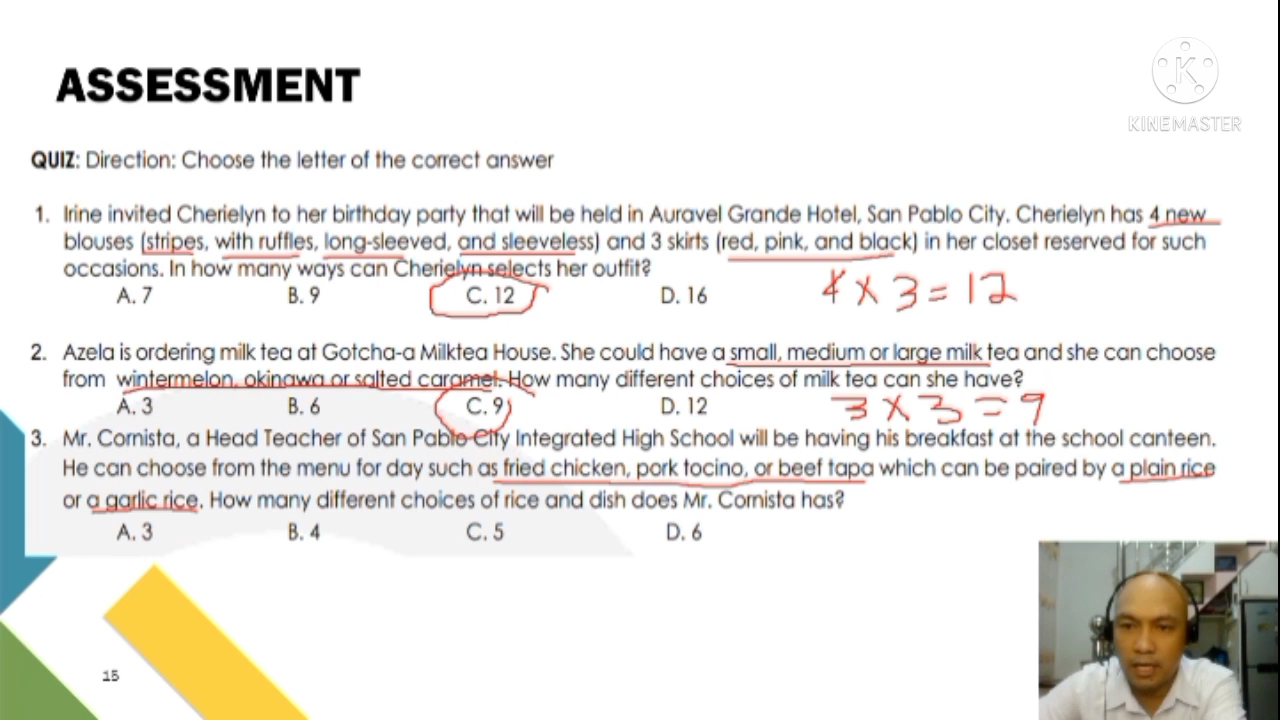 ASSESSMENT
K
KINEMASTER
QUIZ: Direction: Choose the letter of the correct answer
1. Irine invited Cherielyn to her birthday party that will be held in Auravel Grande Hotel, San Pablo City. Cherielyn has 4 new
blouses (stripes, with ruffles, long-sleeved, and sleeveless) and 3 skirts (red, pink, and black) in her closet reserved for such
occasions. In how many ways can Cherielyn selects her outfit?
A. 7 B. 9 C. 12 D. 16 4 x 3 = 12
2. Azela is ordering milk tea at Gotcha-a Milktea House. She could have a small, medium or large milk tea and she can choose
from wintermelon, okinawa or salted caramel. How many different choices of milk tea can she have?
A. 3 B. 6 C. 9 D. 12 3 x 3 = 9
3. Mr. Cornista, a Head Teacher of San Pablo City Integrated High School will be having his breakfast at the school canteen.
He can choose from the menu for day such as fried chicken, pork tocino, or beef tapa which can be paired by a plain rice
or a garlic rice. How many different choices of rice and dish does Mr. Cornista has?
A. 3 B. 4 C. 5 D. 6
15